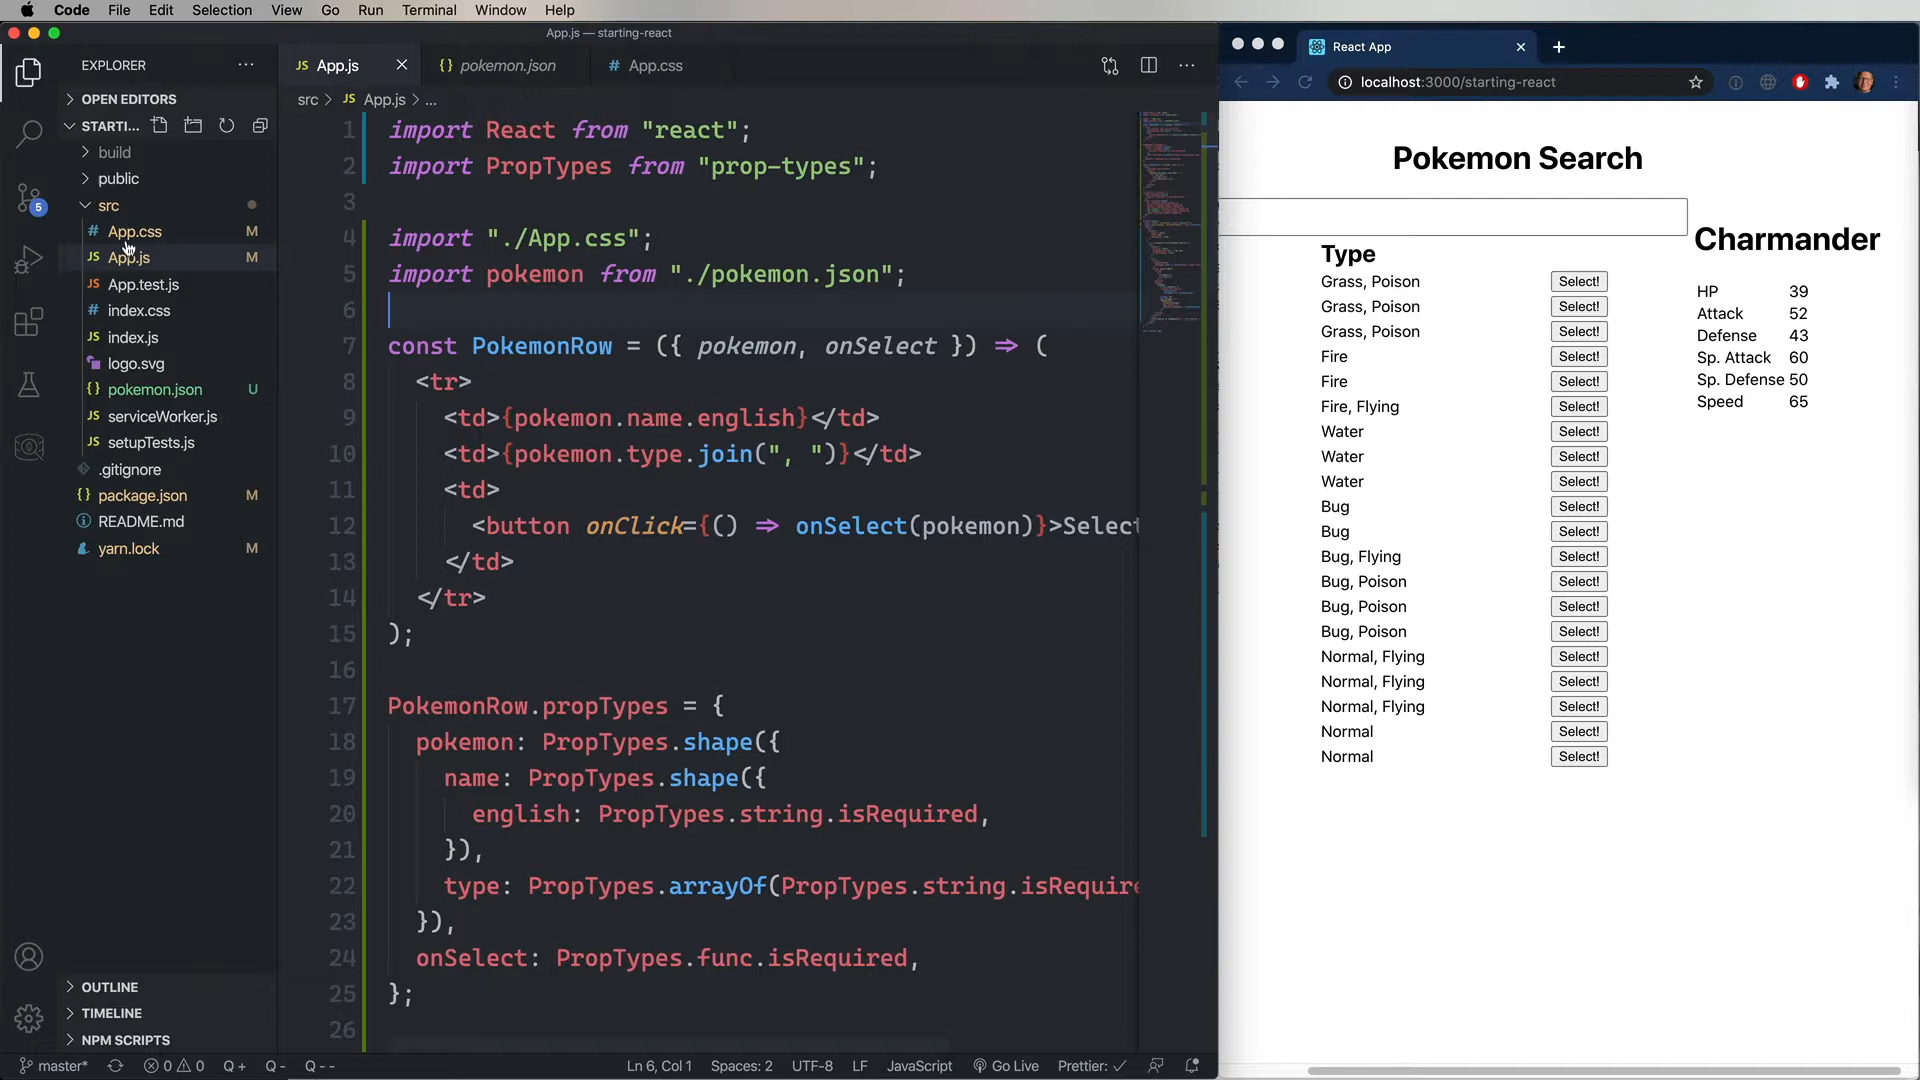 Code File Edit Selection View Go Run Terminal Window Help
App.js — starting-react
EXPLORER
OPEN EDITORS
STARTI...
build
public
src
# App.css M
JS App.js M
JS App.test.js
# index.css
JS index.js
logo.svg
{} pokemon.json U
JS serviceWorker.js
JS setupTests.js
.gitignore
{} package.json M
README.md
yarn.lock M
OUTLINE
TIMELINE
NPM SCRIPTS
5
JS App.js
{} pokemon.json
# App.css
src > JS App.js > ...
1 import React from "react";
2 import PropTypes from "prop-types";
3
4 import "./App.css";
5 import pokemon from "./pokemon.json";
6
7 const PokemonRow = ({ pokemon, onSelect }) => (
8 <tr>
9 <td>{pokemon.name.english}</td>
10 <td>{pokemon.type.join(", ")}</td>
11 <td>
12 <button onClick={() => onSelect(pokemon)}>Select
13 </td>
14 </tr>
15 );
16
17 PokemonRow.propTypes = {
18 pokemon: PropTypes.shape({
19 name: PropTypes.shape({
20 english: PropTypes.string.isRequired,
21 }),
22 type: PropTypes.arrayOf(PropTypes.string.isRequire
23 }),
24 onSelect: PropTypes.func.isRequired,
25 };
26
master* 0 0 Q+ Q- Q-- Ln 6, Col 1 Spaces: 2 UTF-8 LF JavaScript Go Live Prettier: ✓
React App
localhost:3000/starting-react
Pokemon Search
Type
Grass, Poison Select!
Grass, Poison Select!
Grass, Poison Select!
Fire Select!
Fire Select!
Fire, Flying Select!
Water Select!
Water Select!
Water Select!
Bug Select!
Bug Select!
Bug, Flying Select!
Bug, Poison Select!
Bug, Poison Select!
Bug, Poison Select!
Normal, Flying Select!
Normal, Flying Select!
Normal, Flying Select!
Normal Select!
Normal Select!
Charmander
HP 39
Attack 52
Defense 43
Sp. Attack 60
Sp. Defense 50
Speed 65